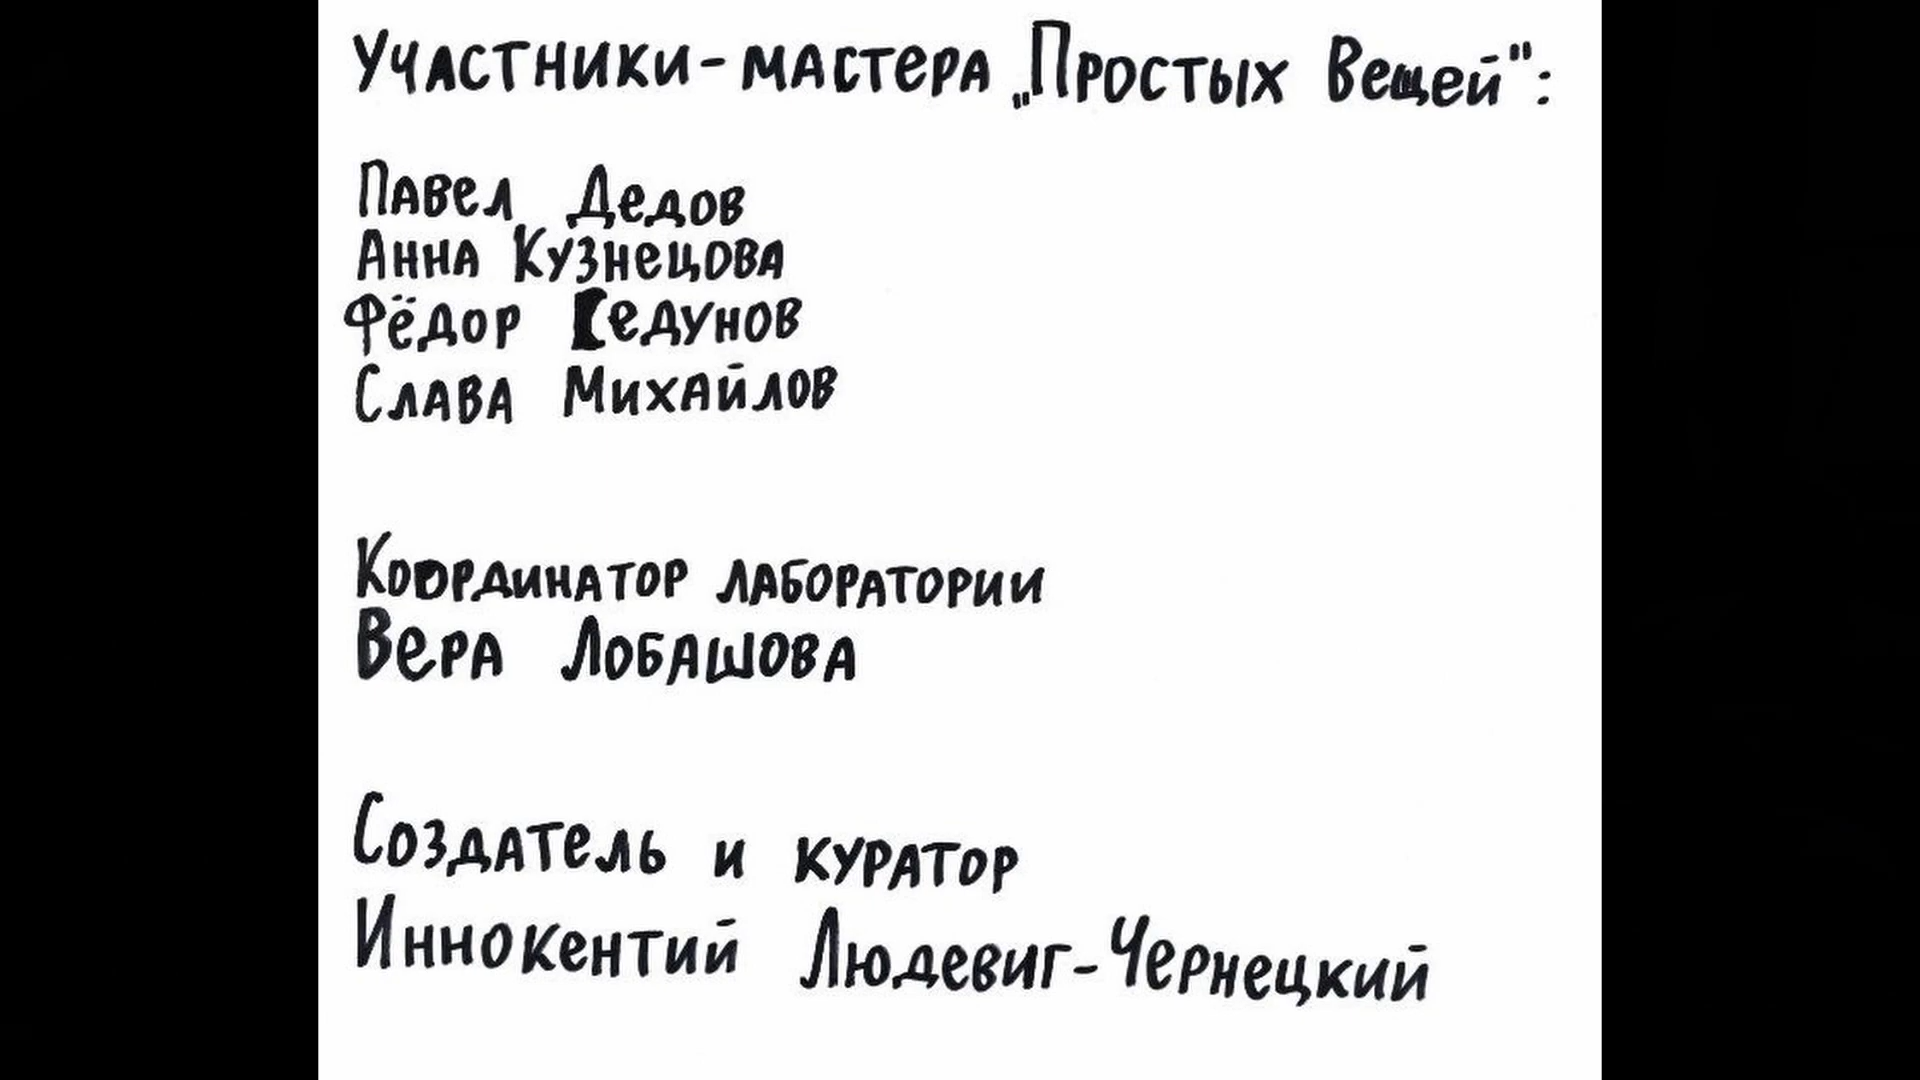 Участники-мастера „Простых Вещей":
Павел Дедов
Анна Кузнецова
Фёдор Седунов
Слава Михайлов
Координатор лаборатории
Вера Лобашова
Создатель и куратор
Иннокентий Людевиг-Чернецкий